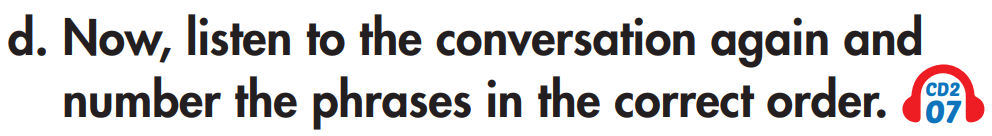 d. Now, listen to the conversation again and
number the phrases in the correct order. CD2
07